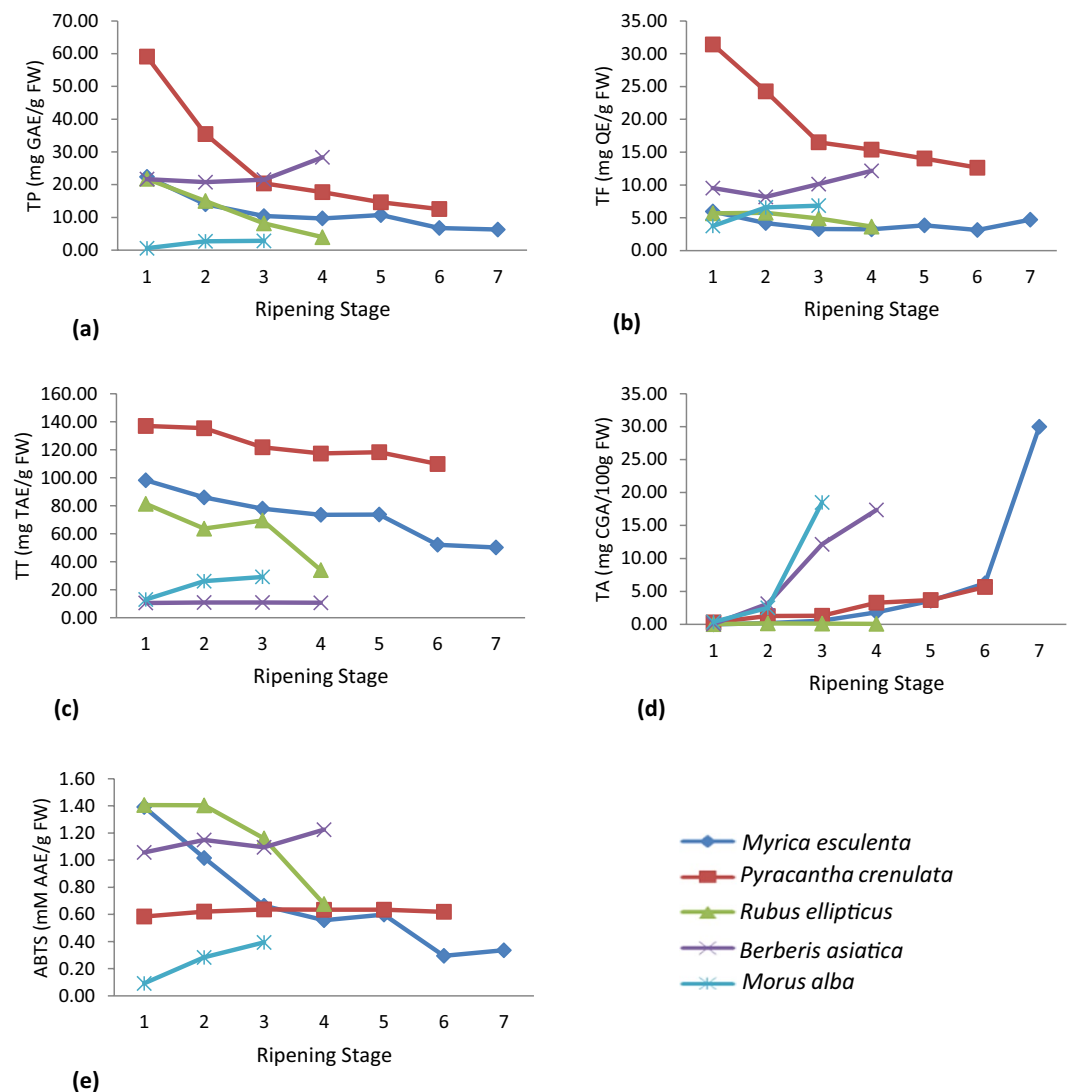 70.00
60.00
50.00
40.00
30.00
20.00
10.00
0.00
TP (mg GAE/g FW)
1 2 3 4 5 6 7
Ripening Stage
(a)
35.00
30.00
25.00
20.00
15.00
10.00
5.00
0.00
TF (mg QE/g FW)
1 2 3 4 5 6 7
Ripening Stage
(b)
160.00
140.00
120.00
100.00
80.00
60.00
40.00
20.00
0.00
TT (mg TAE/g FW)
1 2 3 4 5 6 7
Ripening Stage
(c)
35.00
30.00
25.00
20.00
15.00
10.00
5.00
0.00
TA (mg CGA/100g FW)
1 2 3 4 5 6 7
Ripening Stage
(d)
1.60
1.40
1.20
1.00
0.80
0.60
0.40
0.20
0.00
ABTS (mM AAE/g FW)
1 2 3 4 5 6 7
Ripening Stage
(e)
Myrica esculenta
Pyracantha crenulata
Rubus ellipticus
Berberis asiatica
Morus alba